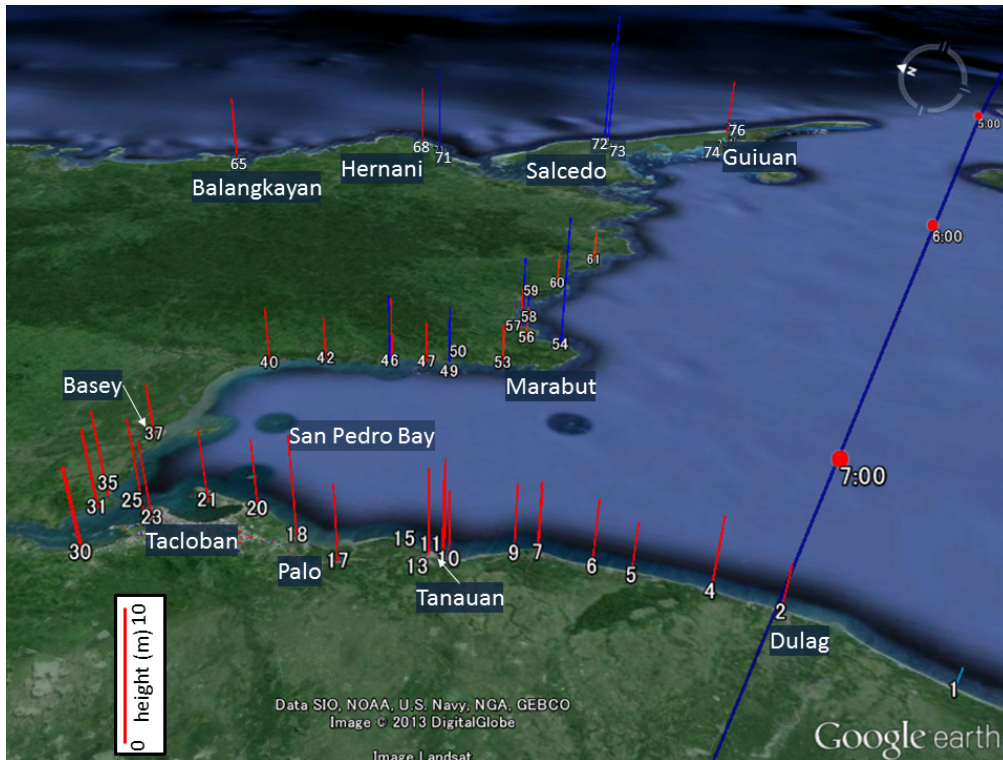 N
5:00
76
72
73
74
68
71
65
Guiuan
Hernani
Salcedo
Balangkayan
6:00
61
60
59
58
57
56
54
50
40
42
46
47
49
53
Basey
Marabut
37
San Pedro Bay
7:00
35
25
31
23
21
20
18
30
Tacloban
17
15
11
13
10
9
7
6
5
4
2
Palo
Tanauan
Dulag
1
0 height (m) 10
Data SIO, NOAA, U.S. Navy, NGA, GEBCO
Image © 2013 DigitalGlobe
Image Landsat
Google earth